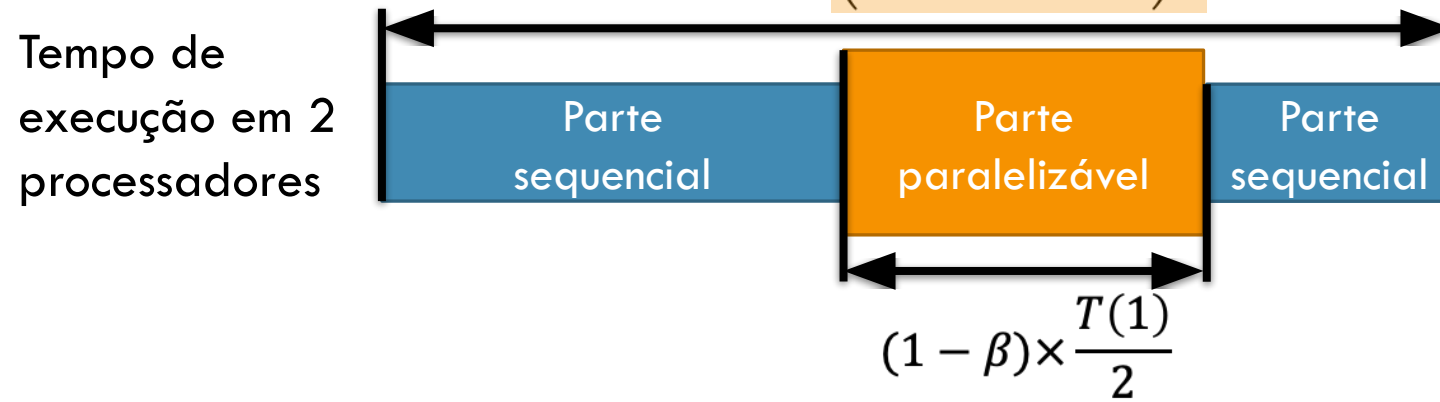 Tempo de
execução em 2
processadores
Parte
sequencial
Parte
paralelizável
Parte
sequencial
(1 − β)× T(1)/2